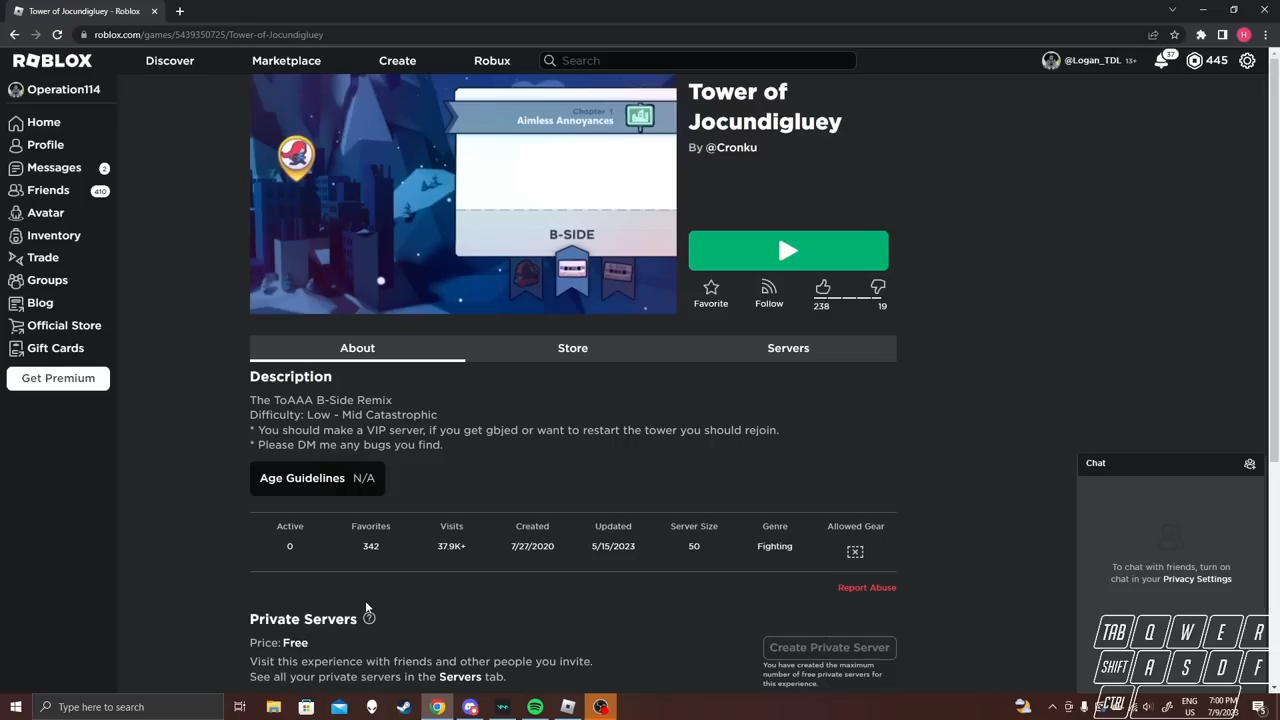 Tower of Jocundigluey - Roblox
roblox.com/games/5439350725/Tower-of-Jocundigluey
H
ROBLOX
Discover
Marketplace
Create
Robux
Search
@Logan_TDL 13+
37
445
Operation114
Home
Profile
Messages 2
Friends 410
Avatar
Inventory
Trade
Groups
Blog
Official Store
Gift Cards
Get Premium
Chapter 1
Aimless Annoyances
B-SIDE
Tower of
Jocundigluey
By @Cronku
Favorite
Follow
238
19
About
Store
Servers
Description
The ToAAA B-Side Remix
Difficulty: Low - Mid Catastrophic
* You should make a VIP server, if you get gbjed or want to restart the tower you should rejoin.
* Please DM me any bugs you find.
Age Guidelines N/A
Active Favorites Visits Created Updated Server Size Genre Allowed Gear
0 342 37.9K+ 7/27/2020 5/15/2023 50 Fighting
Report Abuse
Private Servers
Price: Free
Visit this experience with friends and other people you invite.
See all your private servers in the Servers tab.
Create Private Server
You have created the maximum
number of free private servers for
this experience.
Chat
To chat with friends, turn on
chat in your Privacy Settings
TAB Q W E R
SHIFT A S D F
CTRL
Type here to search
ENG
US
7:00 PM